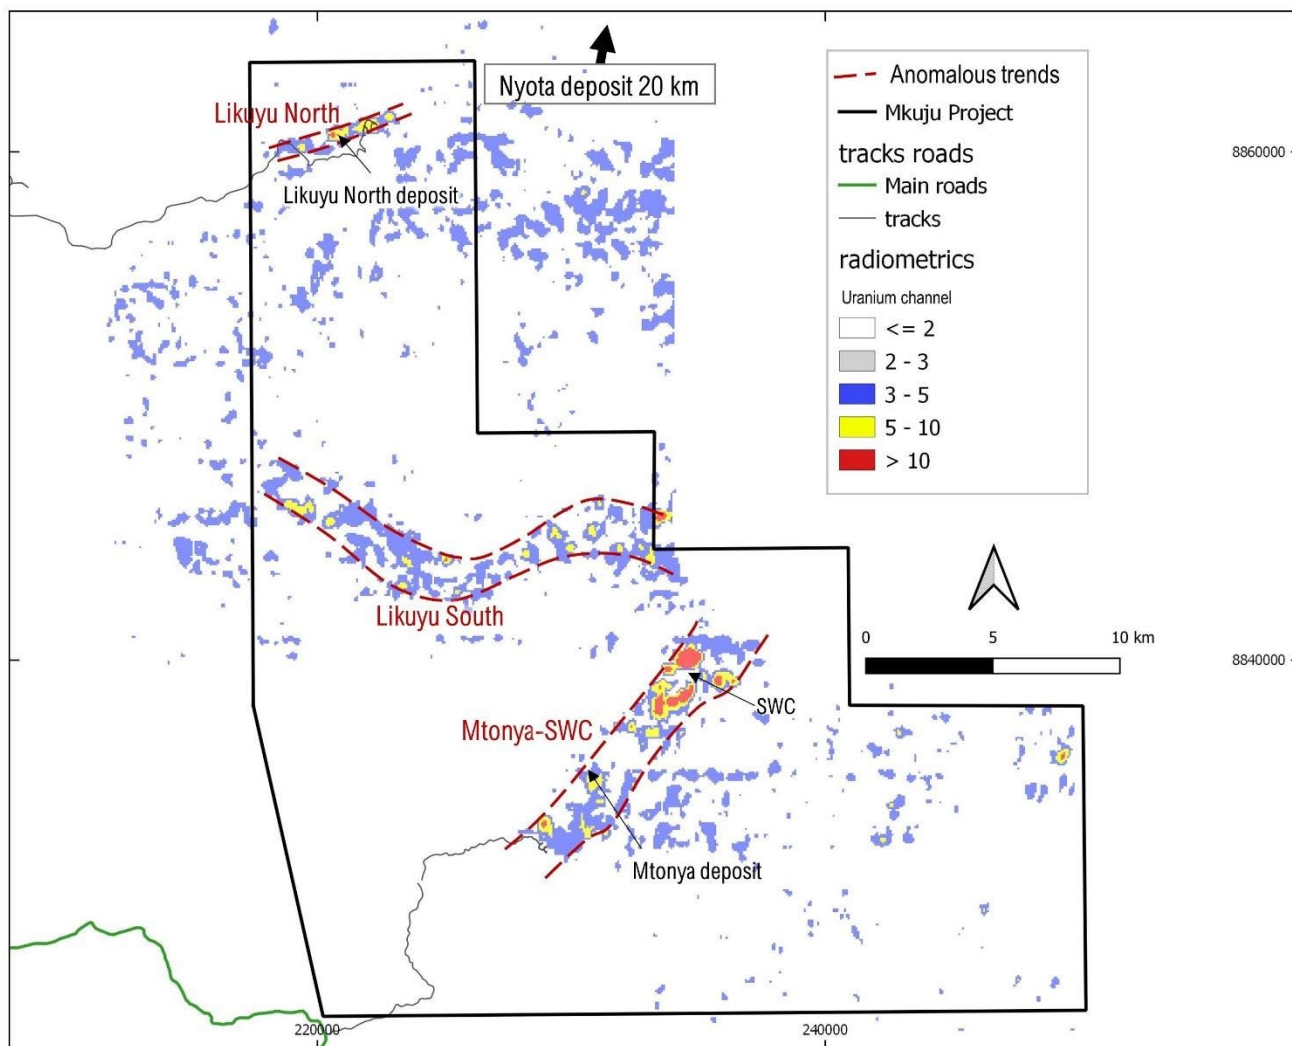 Nyota deposit 20 km
Likuyu North
Likuyu North deposit
Anomalous trends
Mkuju Project
tracks roads
Main roads
tracks
radiometrics
Uranium channel
<= 2
2 - 3
3 - 5
5 - 10
> 10
8860000
Likuyu South
0 5 10 km
8840000
SWC
Mtonya-SWC
Mtonya deposit
220000
240000